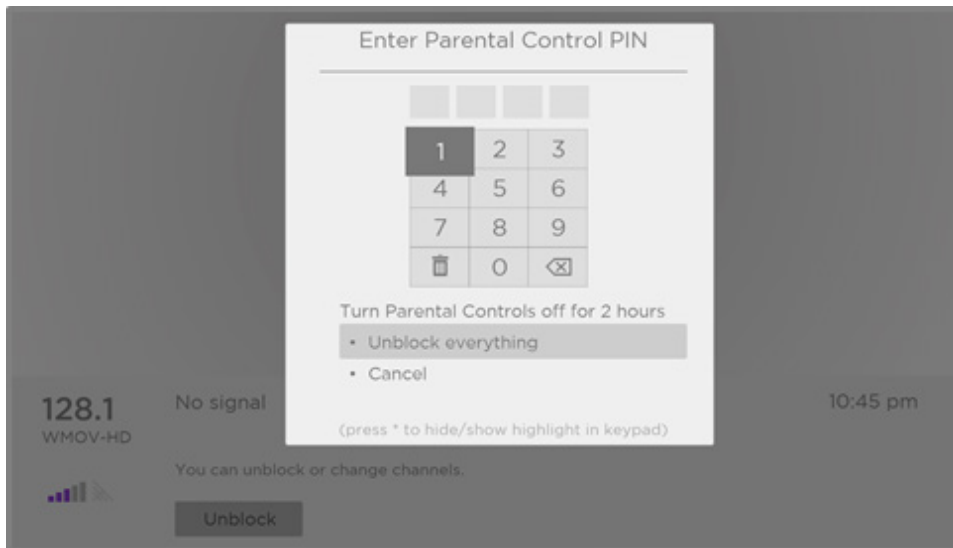 Enter Parental Control PIN
1 2 3
4 5 6
7 8 9
0
Turn Parental Controls off for 2 hours
• Unblock everything
• Cancel
(press * to hide/show highlight in keypad)
128.1 No signal 10:45 pm
WMOV-HD
You can unblock or change channels.
Unblock